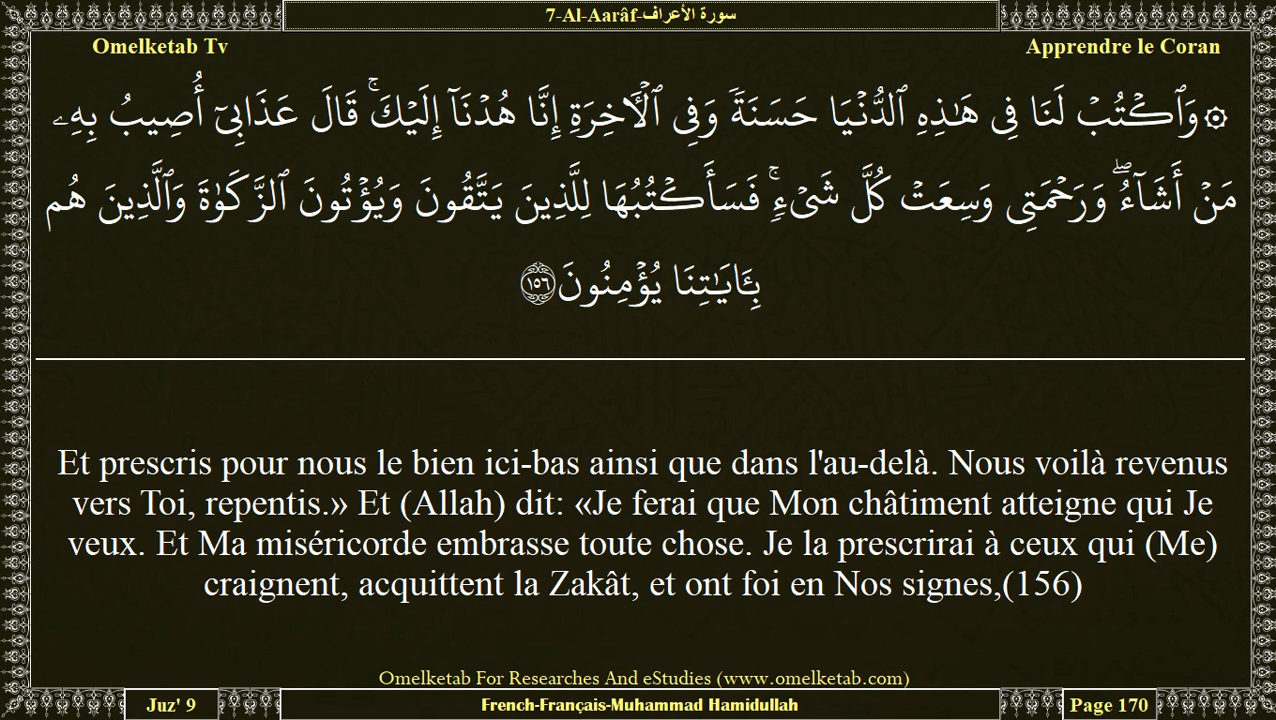 7-Al-Aarâf-سورة الأعراف
Omelketab Tv
Apprendre le Coran
۞ وَٱكۡتُبۡ لَنَا فِى هَـٰذِهِ ٱلدُّنۡيَا حَسَنَةً۬ وَفِى ٱلۡأَخِرَةِ إِنَّا هُدۡنَآ إِلَيۡكَ‌ۚ قَالَ عَذَابِىٓ أُصِيبُ بِهِۦ
مَنۡ أَشَآءُ‌ۖ وَرَحۡمَتِى وَسِعَتۡ كُلَّ شَىۡءٍ۬‌ۚ فَسَأَڪۡتُبُہَا لِلَّذِينَ يَتَّقُونَ وَيُؤۡتُونَ ٱلزَّڪَوٰةَ وَٱلَّذِينَ هُم
بِـَٔايَـٰتِنَا يُؤۡمِنُونَ ١٥٦
Et prescris pour nous le bien ici-bas ainsi que dans l'au-delà. Nous voilà revenus
vers Toi, repentis.» Et (Allah) dit: «Je ferai que Mon châtiment atteigne qui Je
veux. Et Ma miséricorde embrasse toute chose. Je la prescrirai à ceux qui (Me)
craignent, acquittent la Zakât, et ont foi en Nos signes,(156)
Omelketab For Researches And eStudies (www.omelketab.com)
Juz' 9
French-Français-Muhammad Hamidullah
Page 170